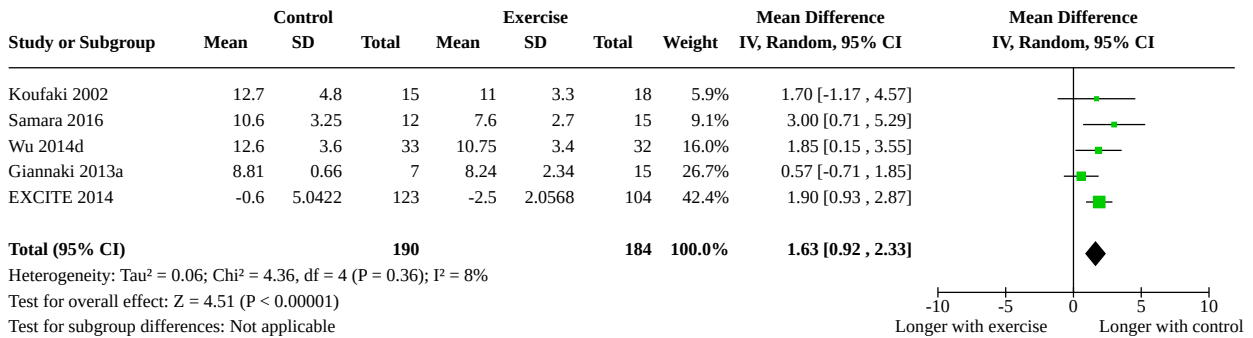 Control Exercise Mean Difference Mean Difference
Study or Subgroup Mean SD Total Mean SD Total Weight IV, Random, 95% CI IV, Random, 95% CI
Koufaki 2002 12.7 4.8 15 11 3.3 18 5.9% 1.70 [-1.17 , 4.57]
Samara 2016 10.6 3.25 12 7.6 2.7 15 9.1% 3.00 [0.71 , 5.29]
Wu 2014d 12.6 3.6 33 10.75 3.4 32 16.0% 1.85 [0.15 , 3.55]
Giannaki 2013a 8.81 0.66 7 8.24 2.34 15 26.7% 0.57 [-0.71 , 1.85]
EXCITE 2014 -0.6 5.0422 123 -2.5 2.0568 104 42.4% 1.90 [0.93 , 2.87]
Total (95% CI) 190 184 100.0% 1.63 [0.92 , 2.33]
Heterogeneity: Tau² = 0.06; Chi² = 4.36, df = 4 (P = 0.36); I² = 8%
Test for overall effect: Z = 4.51 (P < 0.00001)
Test for subgroup differences: Not applicable
-10 -5 0 5 10
Longer with exercise Longer with control